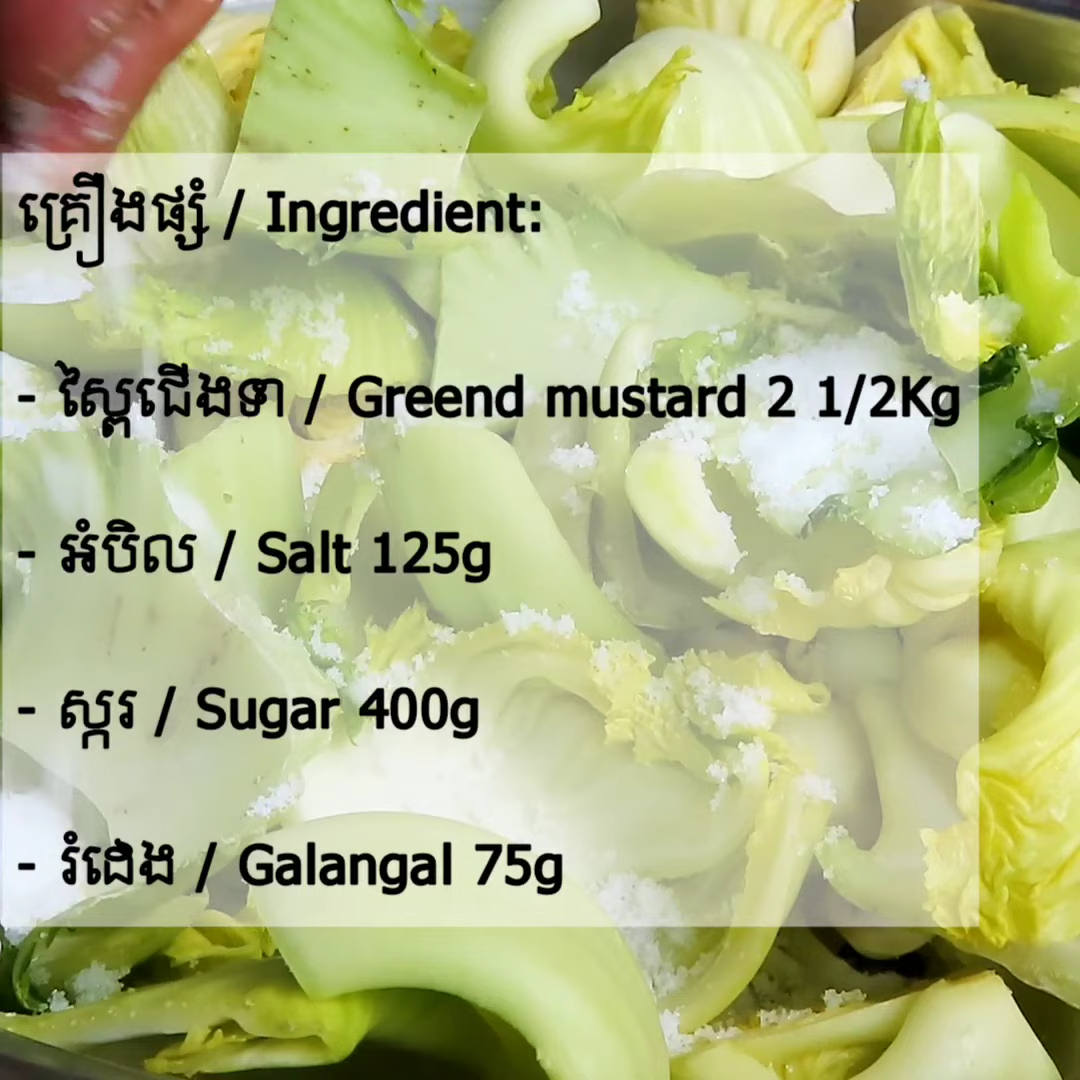 គ្រឿងផ្សំ / Ingredient:
- ស្ពៃជើងទា / Greend mustard 2 1/2Kg
- អំបិល / Salt 125g
- ស្ករ / Sugar 400g
- រំដេង / Galangal 75g